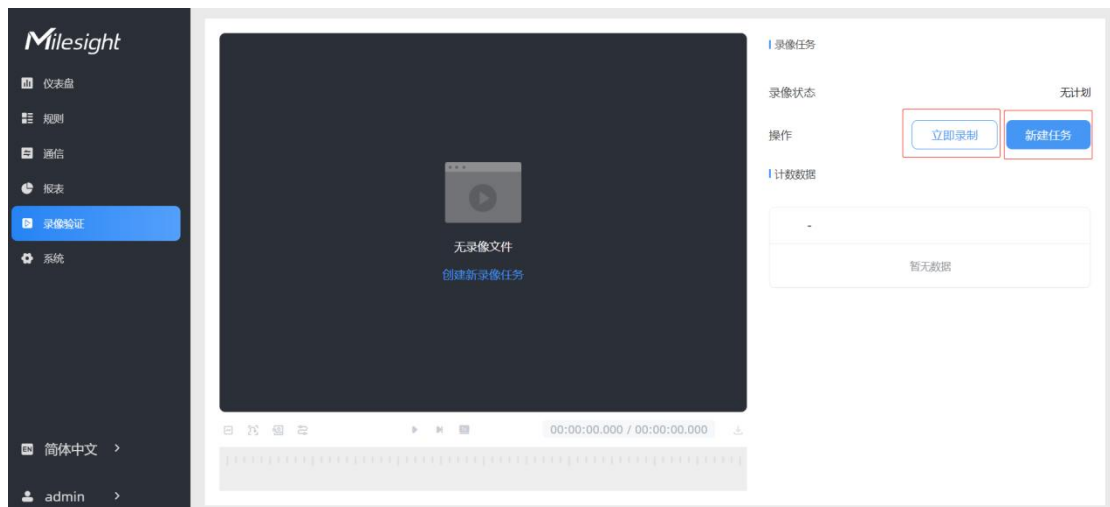 Milesight
仪表盘
规则
通信
报表
录像验证
系统
EN 简体中文 >
admin >
无录像文件
创建新录像任务
00:00:00.000 / 00:00:00.000
录像任务
录像状态 无计划
操作 立即录制 新建任务
计数数据
-
暂无数据